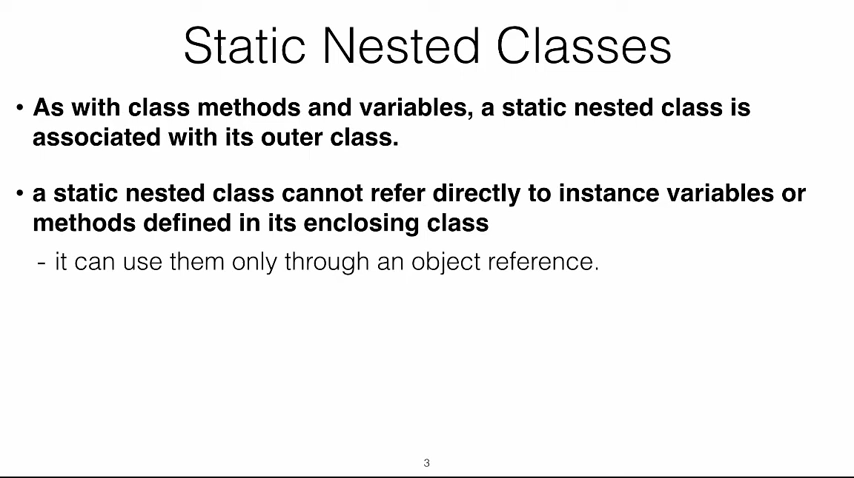 Static Nested Classes
• As with class methods and variables, a static nested class is
associated with its outer class.
• a static nested class cannot refer directly to instance variables or
methods defined in its enclosing class
- it can use them only through an object reference.
3